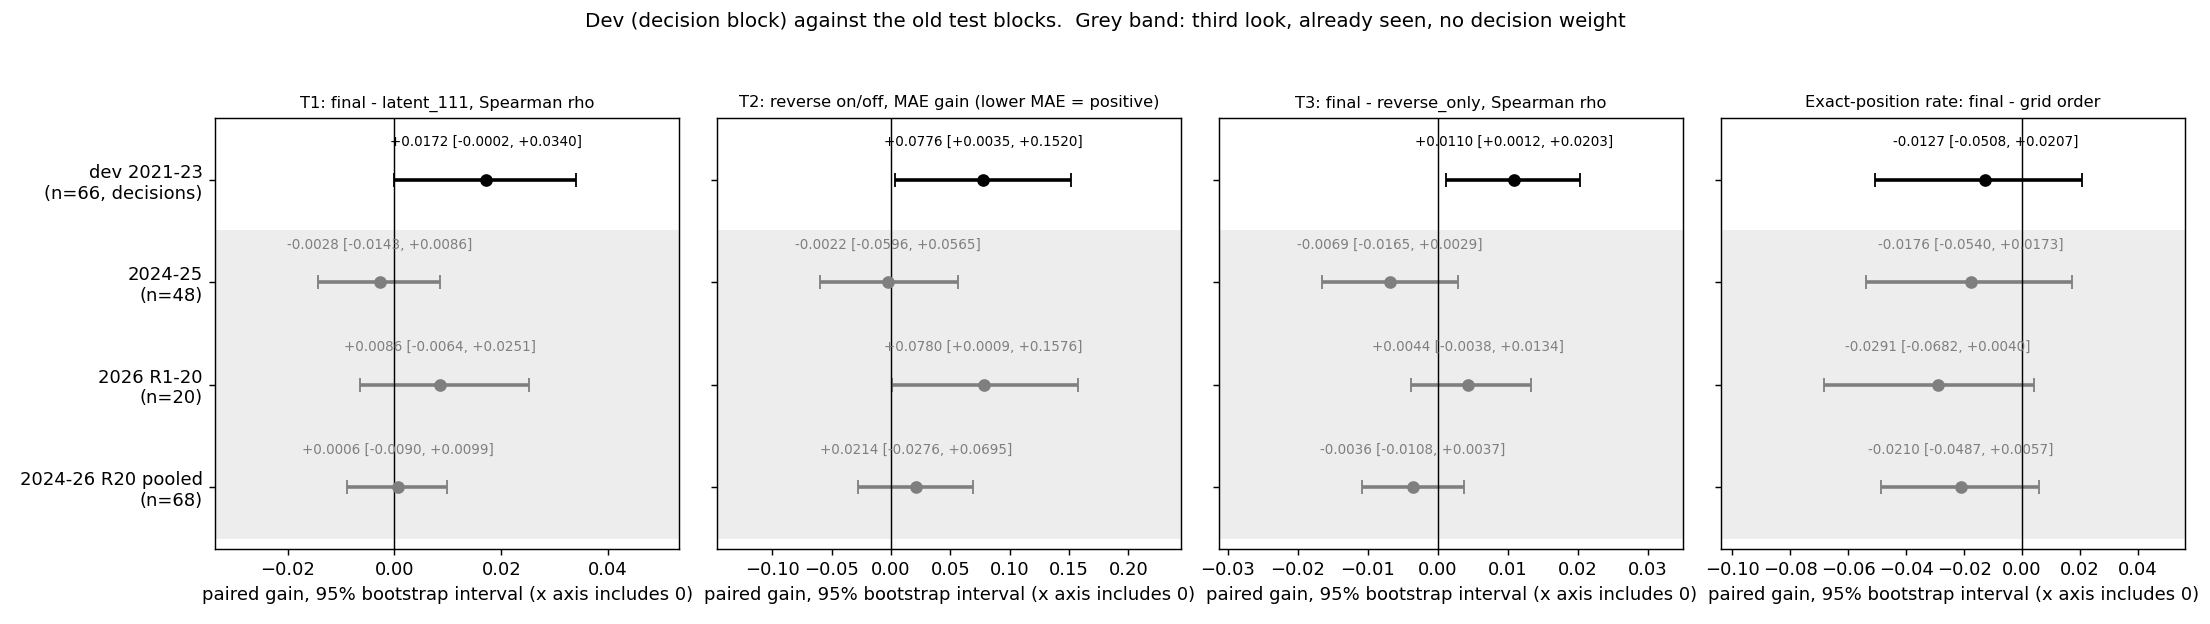 Dev (decision block) against the old test blocks.  Grey band: third look, already seen, no decision weight
T1: final - latent_111, Spearman rho
T2: reverse on/off, MAE gain (lower MAE = positive)
T3: final - reverse_only, Spearman rho
Exact-position rate: final - grid order
dev 2021-23
(n=66, decisions)
+0.0172 [-0.0002, +0.0340]
+0.0776 [+0.0035, +0.1520]
+0.0110 [+0.0012, +0.0203]
-0.0127 [-0.0508, +0.0207]
2024-25
(n=48)
-0.0028 [-0.0143, +0.0086]
-0.0022 [-0.0596, +0.0565]
-0.0069 [-0.0165, +0.0029]
-0.0176 [-0.0540, +0.0173]
2026 R1-20
(n=20)
+0.0086 [-0.0064, +0.0251]
+0.0780 [+0.0009, +0.1576]
+0.0044 [-0.0038, +0.0134]
-0.0291 [-0.0682, +0.0040]
2024-26 R20 pooled
(n=68)
+0.0006 [-0.0090, +0.0099]
+0.0214 [-0.0276, +0.0695]
-0.0036 [-0.0108, +0.0037]
-0.0210 [-0.0487, +0.0057]
−0.02 0.00 0.02 0.04
−0.10 −0.05 0.00 0.05 0.10 0.15 0.20
−0.03 −0.02 −0.01 0.00 0.01 0.02 0.03
−0.10 −0.08 −0.06 −0.04 −0.02 0.00 0.02 0.04
paired gain, 95% bootstrap interval (x axis includes 0)
paired gain, 95% bootstrap interval (x axis includes 0)
paired gain, 95% bootstrap interval (x axis includes 0)
paired gain, 95% bootstrap interval (x axis includes 0)